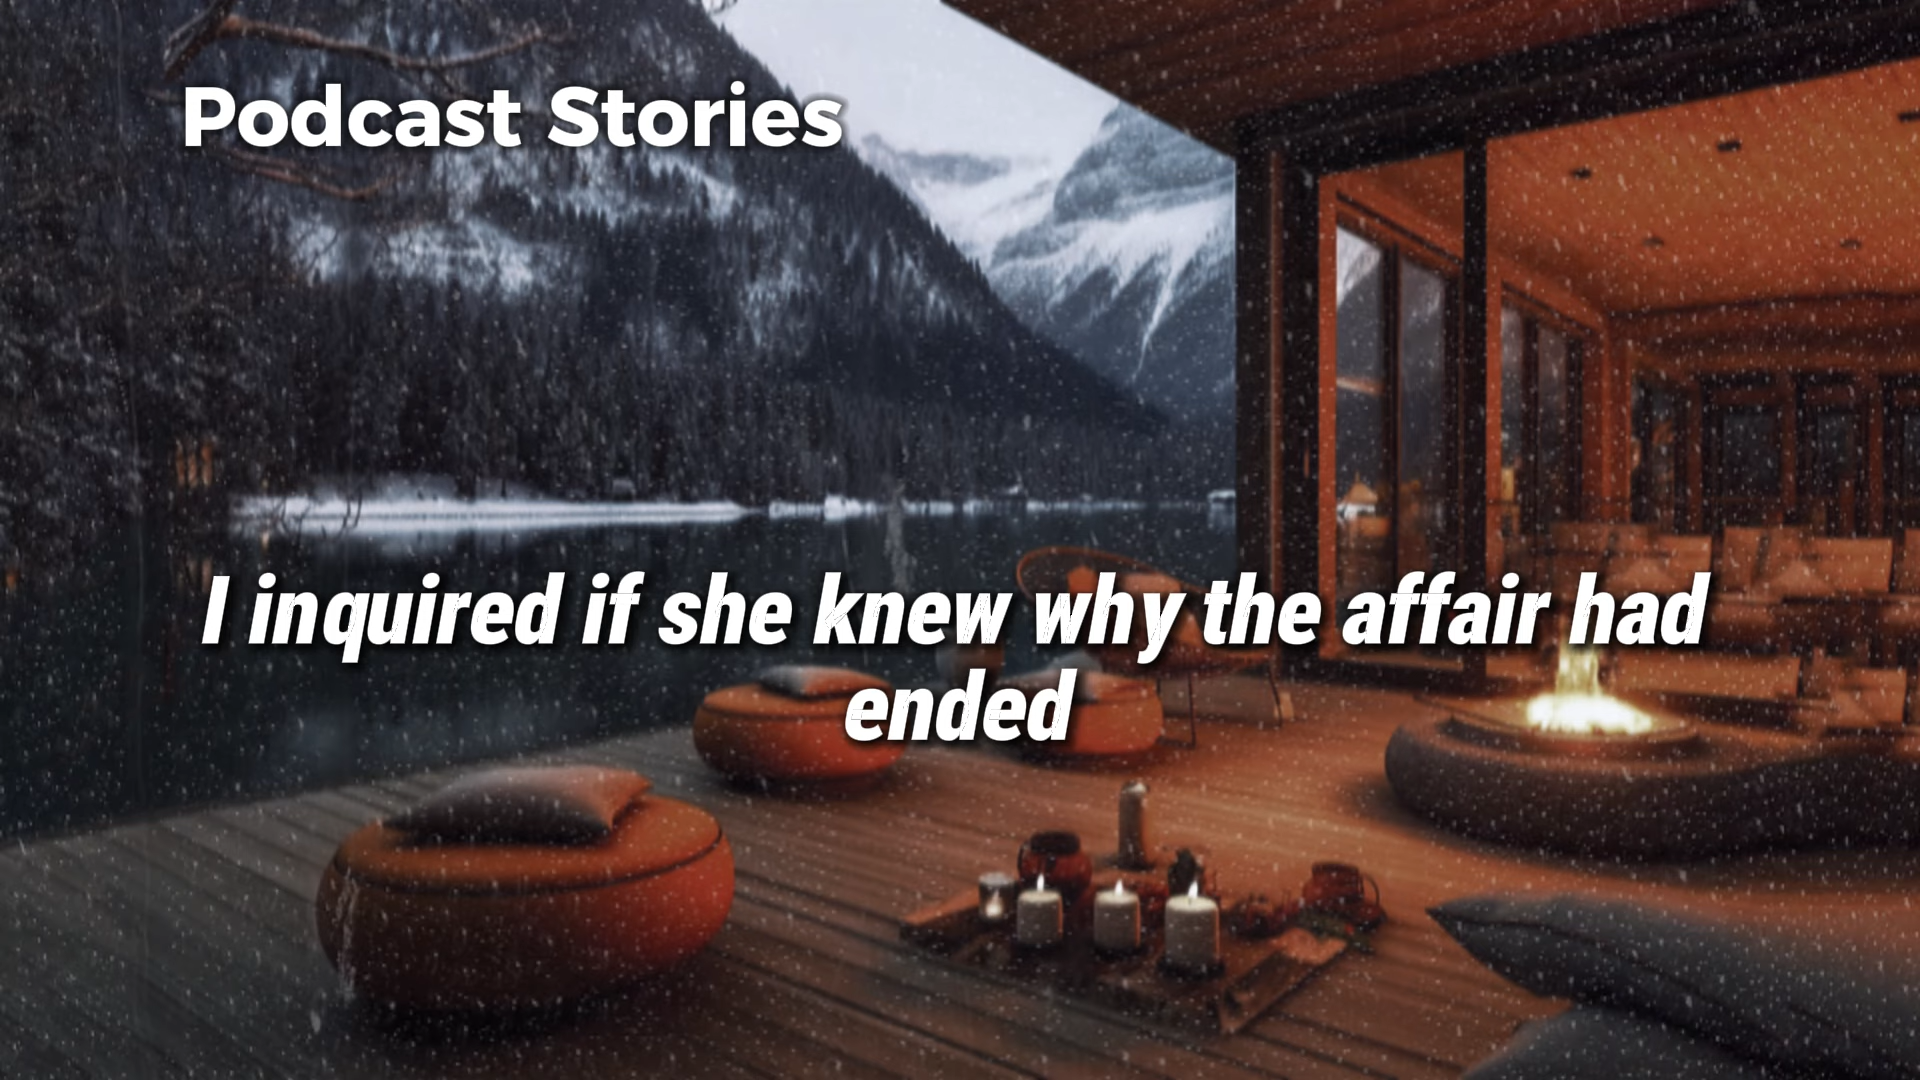 Podcast Stories
I inquired if she knew why the affair had
ended